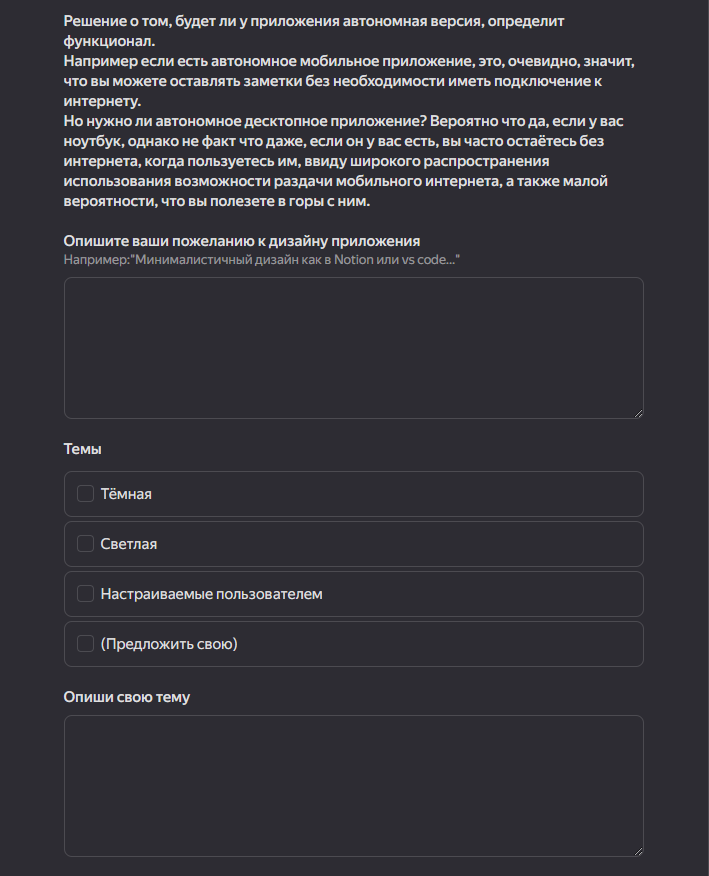 Решение о том, будет ли у приложения автономная версия, определит
функционал.
Например если есть автономное мобильное приложение, это, очевидно, значит,
что вы можете оставлять заметки без необходимости иметь подключение к
интернету.
Но нужно ли автономное десктопное приложение? Вероятно что да, если у вас
ноутбук, однако не факт что даже, если он у вас есть, вы часто остаётесь без
интернета, когда пользуетесь им, ввиду широкого распространения
использования возможности раздачи мобильного интернета, а также малой
вероятности, что вы полезете в горы с ним.
Опишите ваши пожеланию к дизайну приложения
Например:"Минималистичный дизайн как в Notion или vs code..."
Темы
Тёмная
Светлая
Настраиваемые пользователем
(Предложить свою)
Опиши свою тему